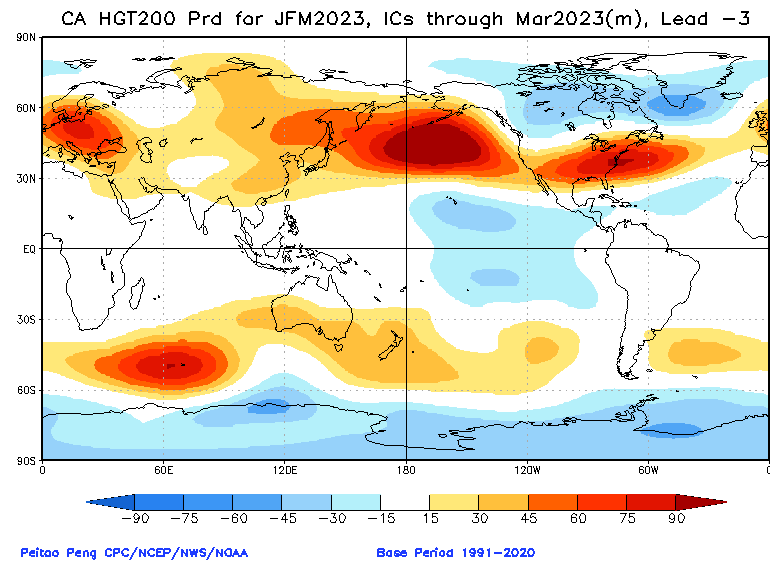 CA HGT200 Prd for JFM2023, ICs through Mar2023(m), Lead −3
90N
60N
30N
EQ
30S
60S
90S
0 60E 120E 180 120W 60W 0
−90 −75 −60 −45 −30 −15 15 30 45 60 75 90
Peitao Peng CPC/NCEP/NWS/NOAA Base Period 1991−2020